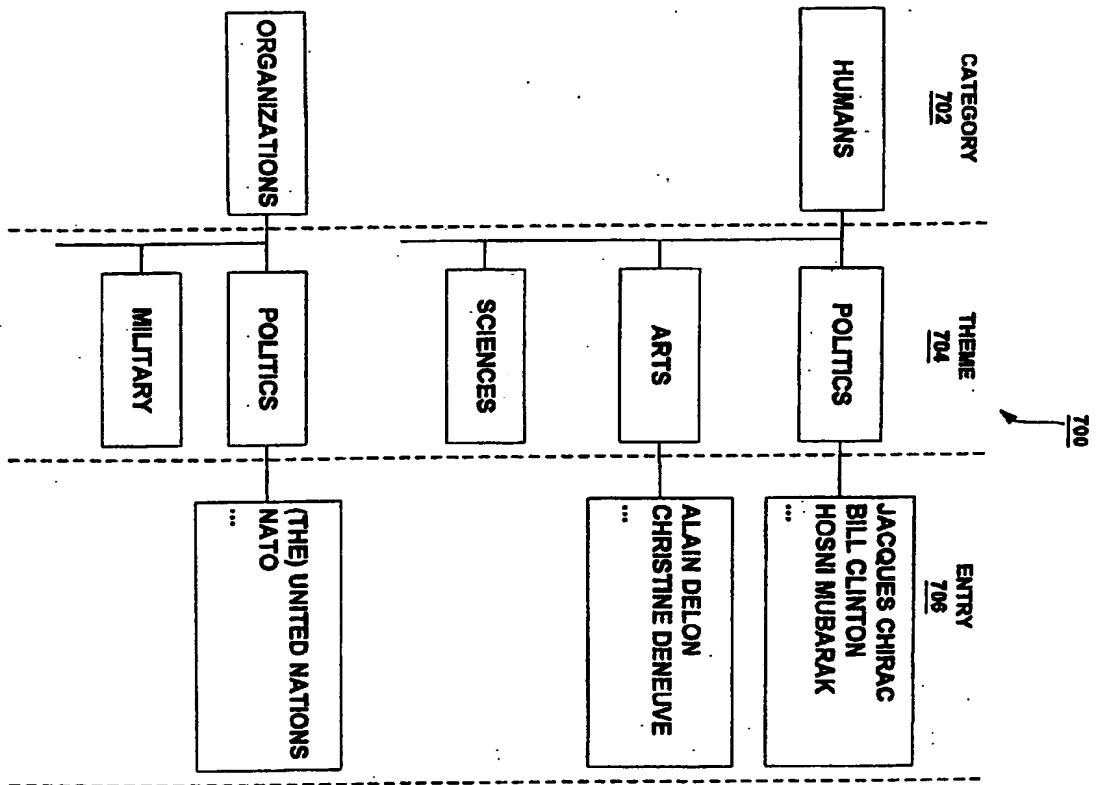 700
CATEGORY
702
THEME
704
ENTRY
706
HUMANS
POLITICS
JACQUES CHIRAC
BILL CLINTON
HOSNI MUBARAK
...
ARTS
ALAIN DELON
CHRISTINE DENEUVE
...
SCIENCES
ORGANIZATIONS
POLITICS
(THE) UNITED NATIONS
NATO
...
MILITARY